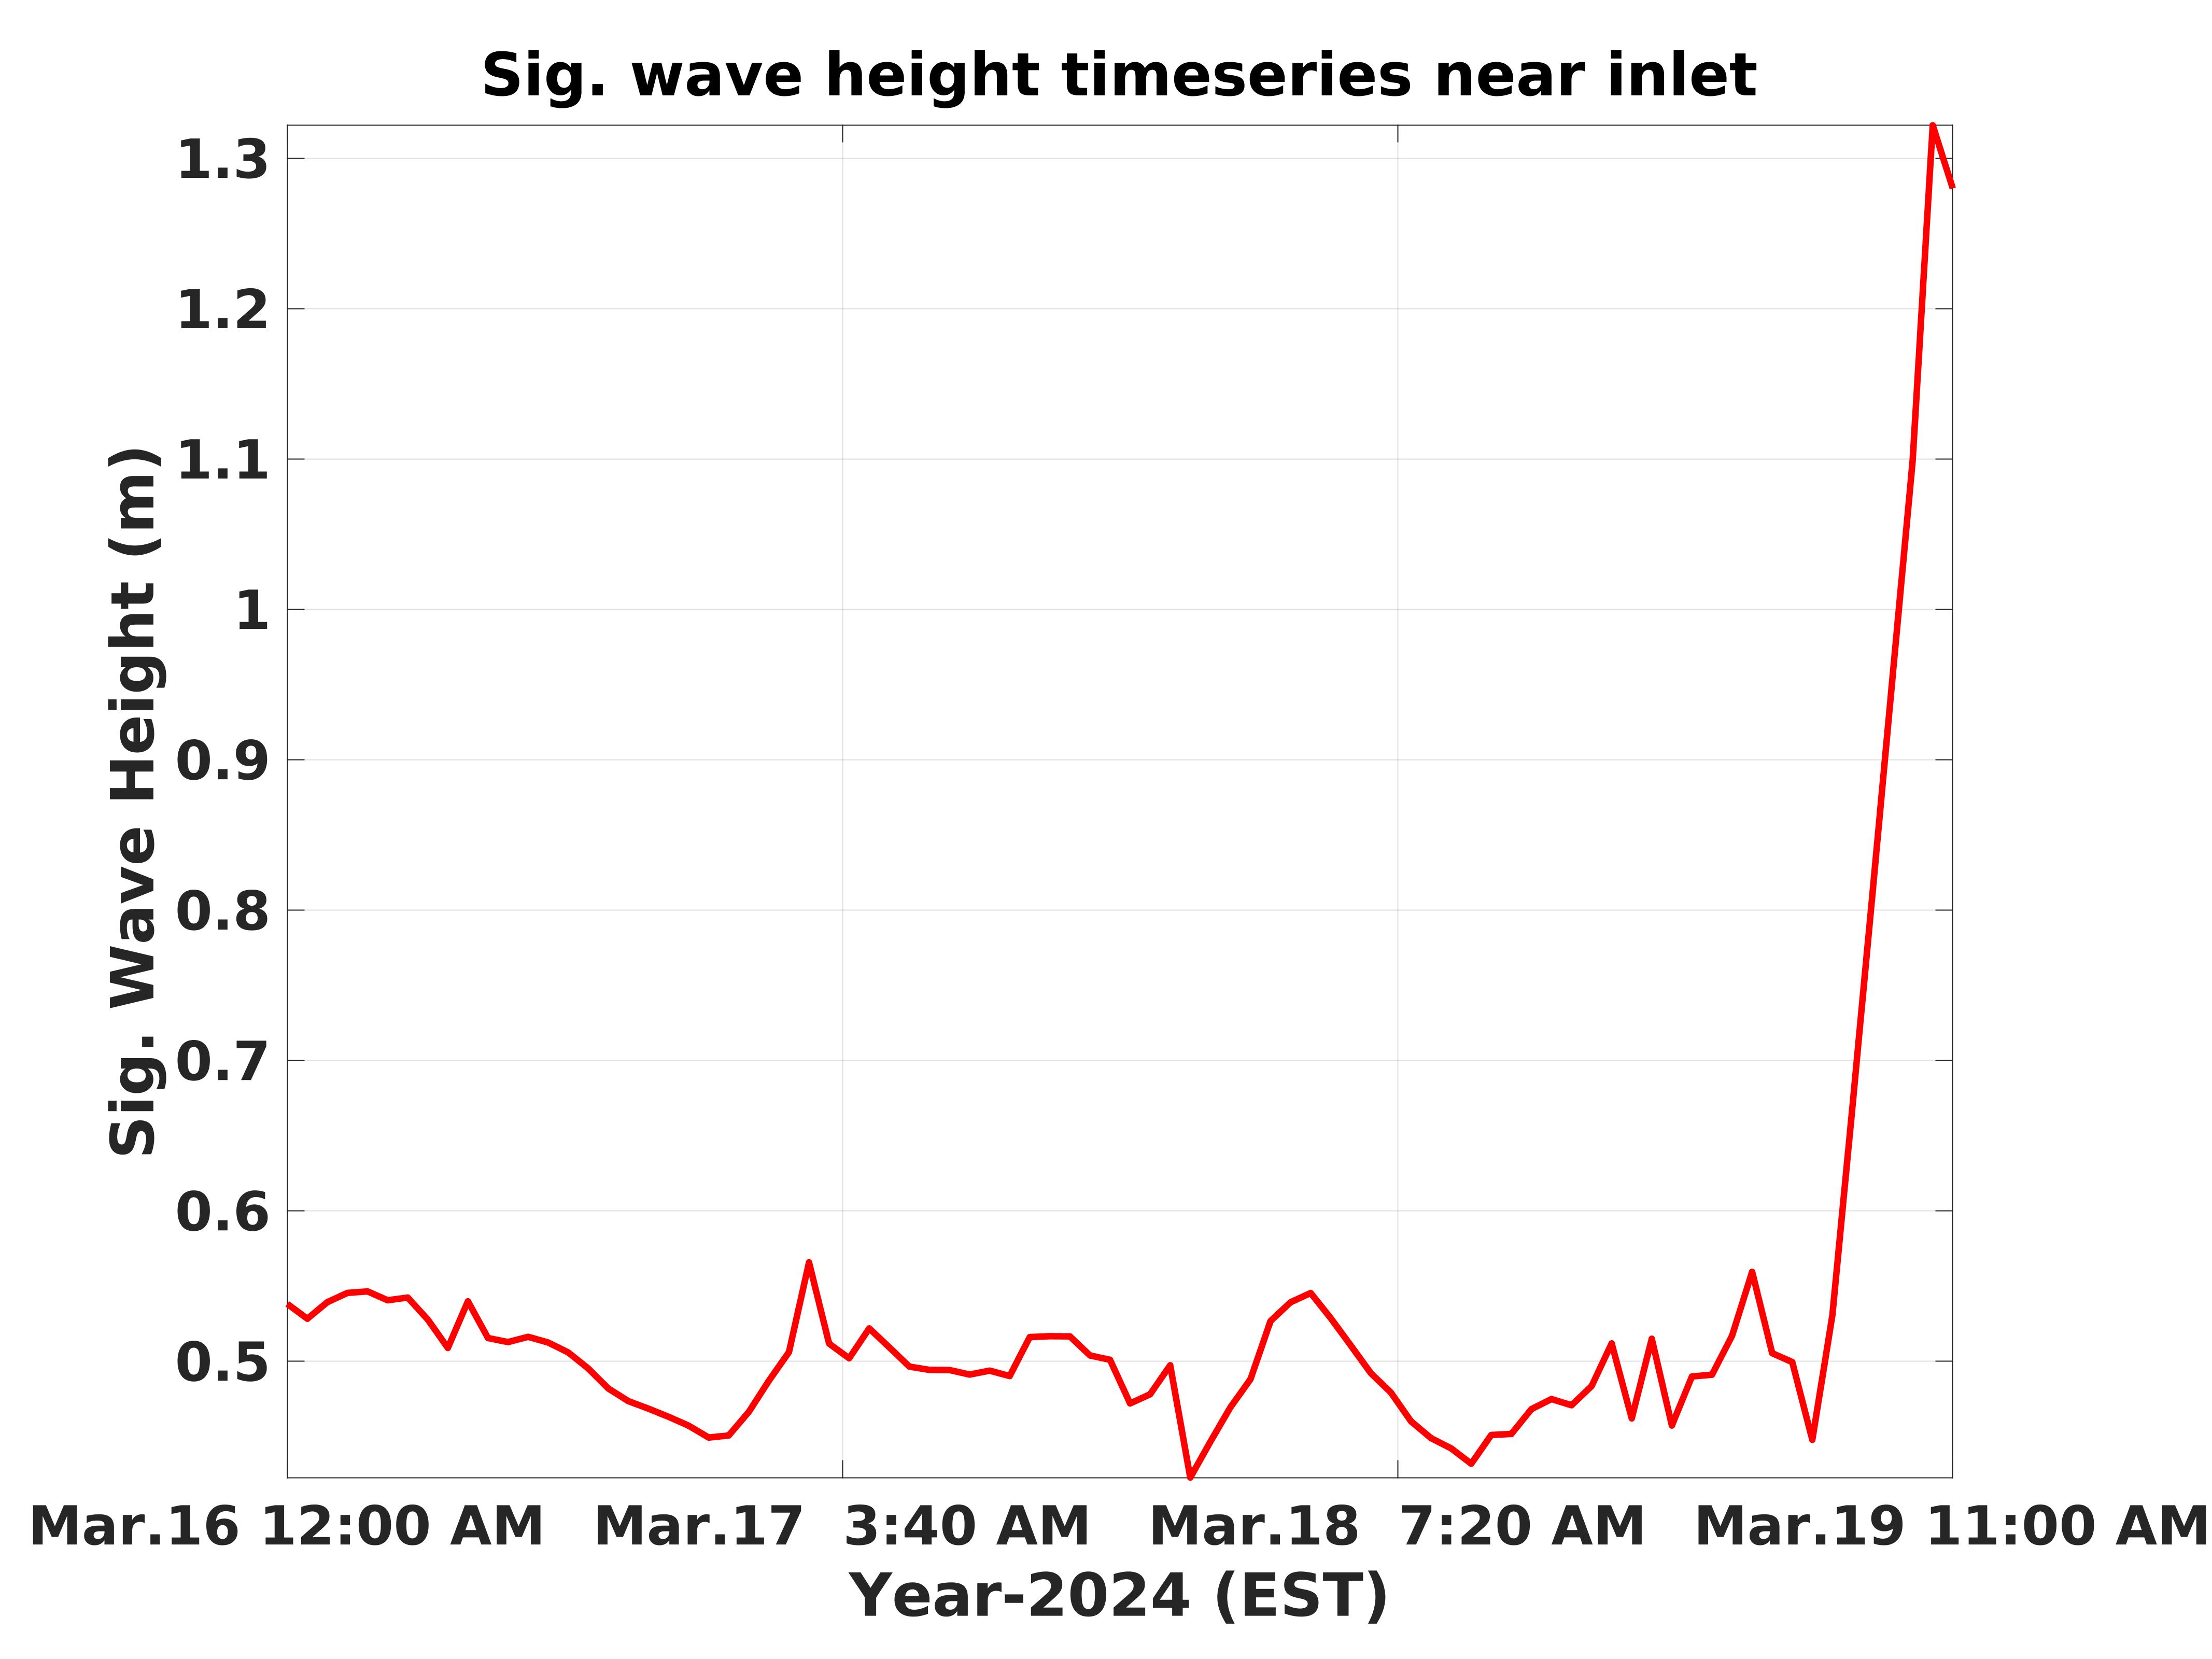 Sig. wave height timeseries near inlet
1.3
1.2
1.1
1
0.9
0.8
0.7
0.6
0.5
Sig. Wave Height (m)
Mar.16 12:00 AM Mar.17 3:40 AM Mar.18 7:20 AM Mar.19 11:00 AM
Year-2024 (EST)